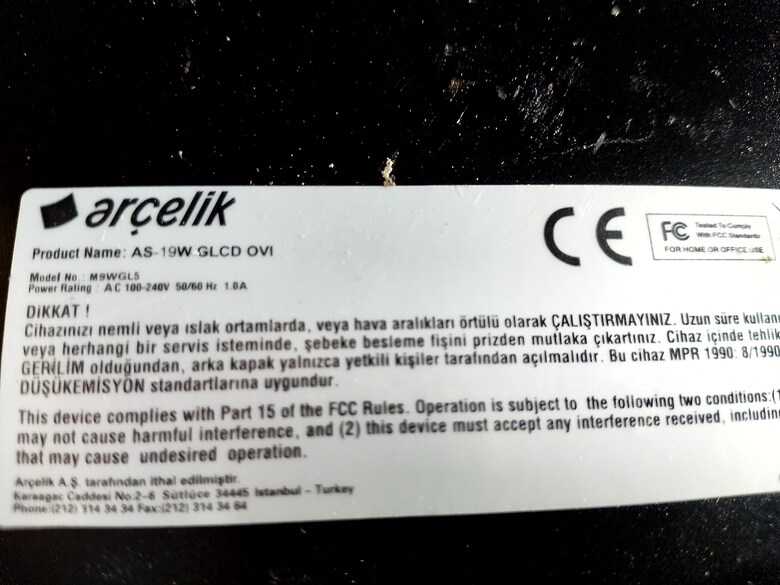 arçelik
CE
FC Tested To Comply
With FCC Standards
FOR HOME OR OFFICE USE
Product Name: AS-19W GLCD OVI
Model No : M9WGL5
Power Rating : AC 100-240V 50/60 Hz 1.0A
DİKKAT !
Cihazınızı nemli veya ıslak ortamlarda, veya hava aralıkları örtülü olarak ÇALIŞTIRMAYINIZ. Uzun süre kullanı
veya herhangi bir servis isteminde, şebeke besleme fişini prizden mutlaka çıkartınız. Cihaz içinde tehlik
GERİLİM olduğundan, arka kapak yalnızca yetkili kişiler tarafından açılmalıdır. Bu cihaz MPR 1990: 8/1990
DÜŞÜKEMİSYON standartlarına uygundur.
This device complies with Part 15 of the FCC Rules. Operation is subject to the following two conditions:(1
may not cause harmful interference, and (2) this device must accept any interference received, including
that may cause undesired operation.
Arçelik A.Ş. tarafından ithal edilmiştir.
Karaagac Caddesi No:2-6 Sütlüce 34445 Istanbul - Turkey
Phone:(212) 314 34 34 Fax:(212) 314 34 64